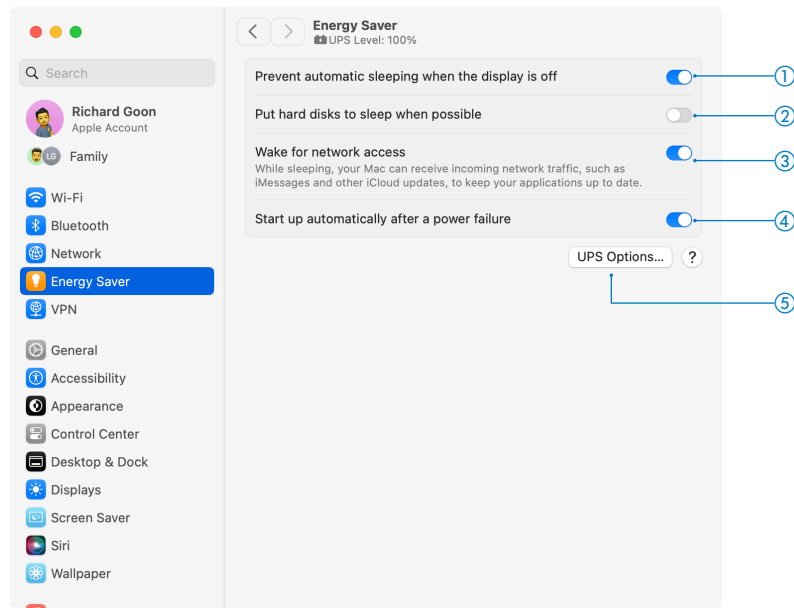 Energy Saver
UPS Level: 100%
Search
Richard Goon
Apple Account
LG
Family
Wi-Fi
Bluetooth
Network
Energy Saver
VPN
General
Accessibility
Appearance
Control Center
Desktop & Dock
Displays
Screen Saver
Siri
Wallpaper
Prevent automatic sleeping when the display is off
1
Put hard disks to sleep when possible
2
Wake for network access
3
While sleeping, your Mac can receive incoming network traffic, such as
iMessages and other iCloud updates, to keep your applications up to date.
Start up automatically after a power failure
4
UPS Options...
?
5